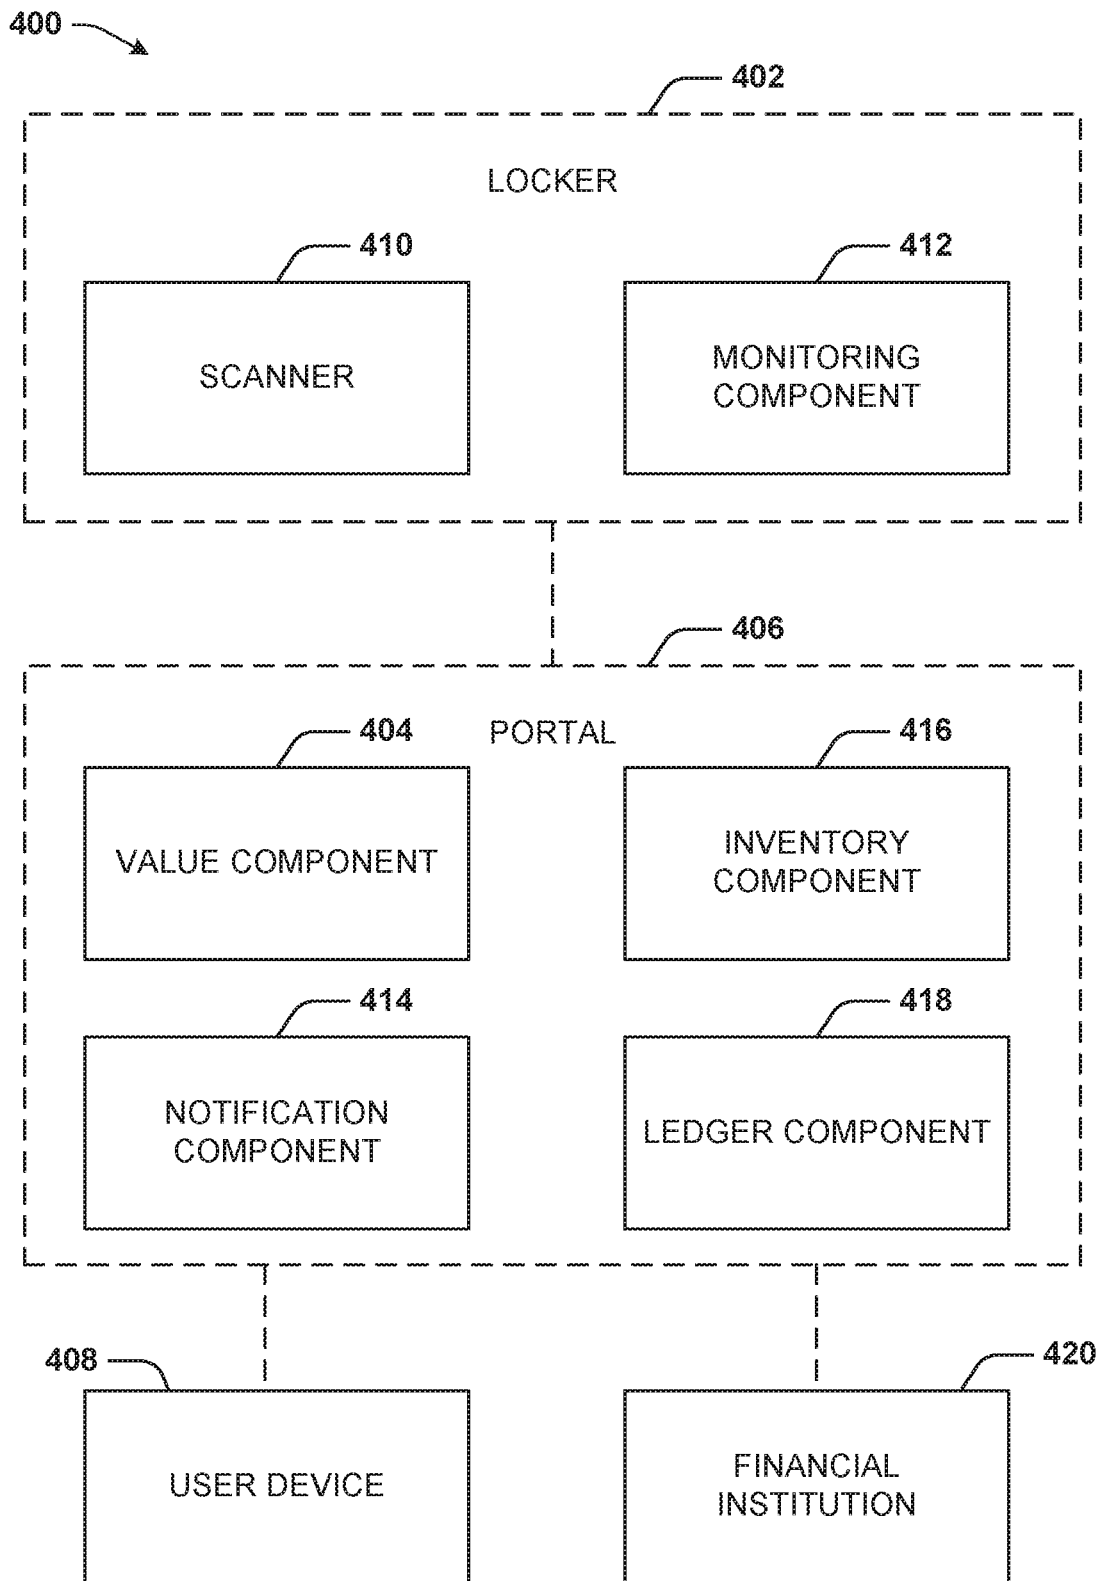 400
402
LOCKER
410
412
SCANNER
MONITORING
COMPONENT
406
404
PORTAL
416
VALUE COMPONENT
INVENTORY
COMPONENT
414
418
NOTIFICATION
COMPONENT
LEDGER COMPONENT
408
420
USER DEVICE
FINANCIAL
INSTITUTION